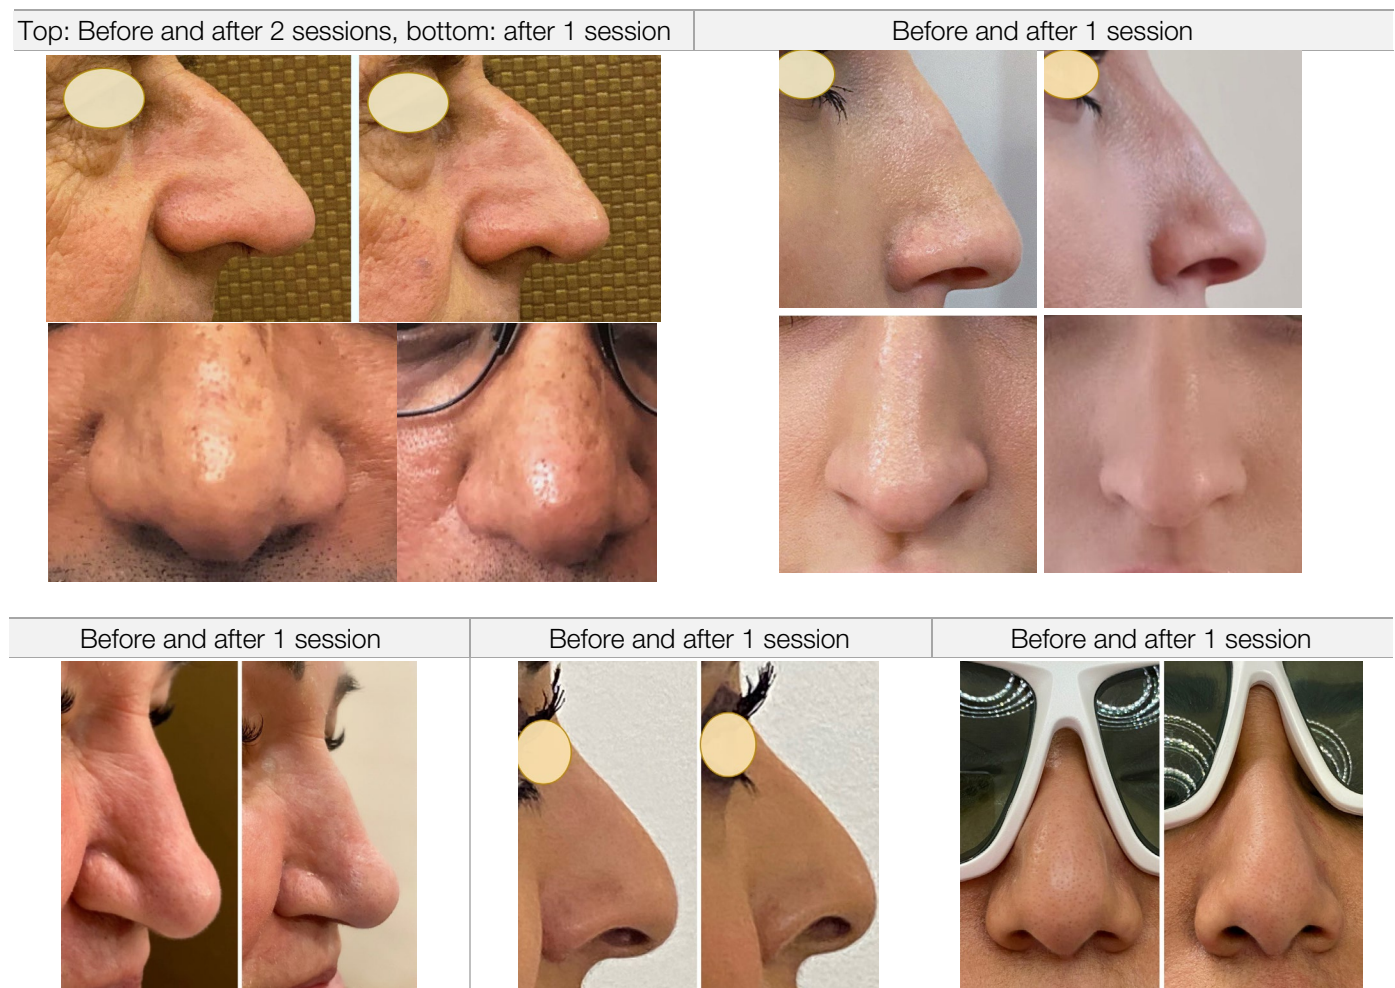 Top: Before and after 2 sessions, bottom: after 1 session
Before and after 1 session
Before and after 1 session
Before and after 1 session
Before and after 1 session